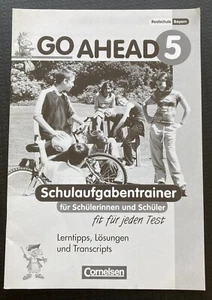 Realschule Bayern
GO AHEAD 5
Schulaufgabentrainer
für Schülerinnen und Schüler
fit für jeden Test
Lerntipps, Lösungen
und Transcripts
Cornelsen